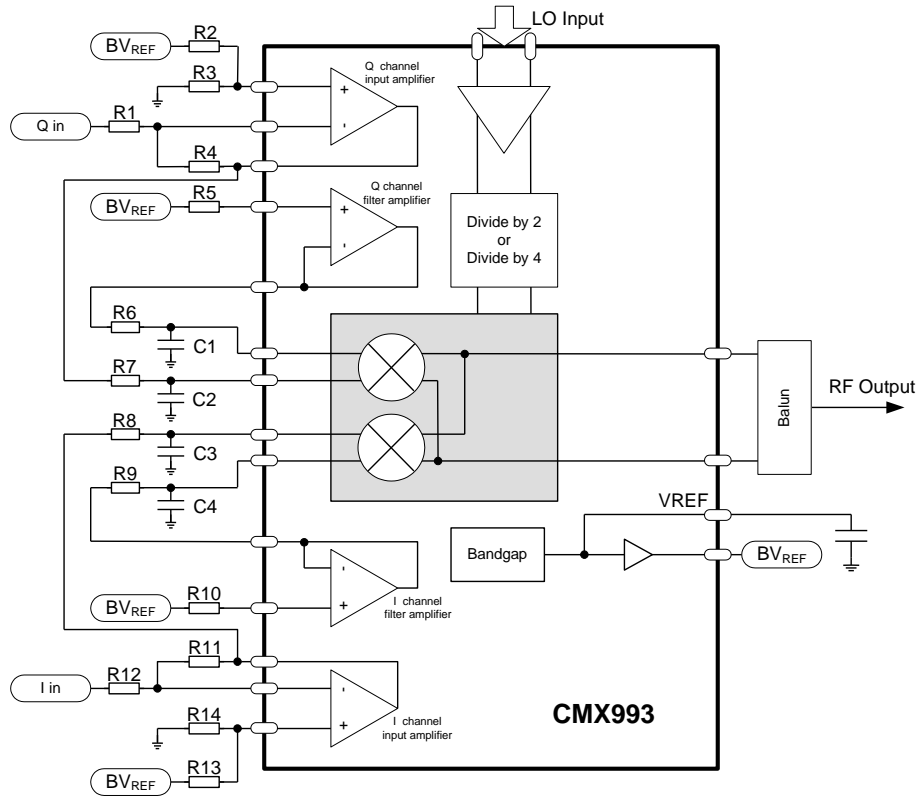 LO Input
BVREF
R2
R3
Q channel
input amplifier
+
-
Q in
R1
R4
BVREF
R5
Q channel
filter amplifier
+
-
Divide by 2
or
Divide by 4
R6
C1
R7
C2
R8
C3
R9
C4
Balun
RF Output
VREF
Bandgap
BVREF
BVREF
R10
-
+
I channel
filter amplifier
R11
I in
R12
-
+
I channel
input amplifier
R14
BVREF
R13
CMX993